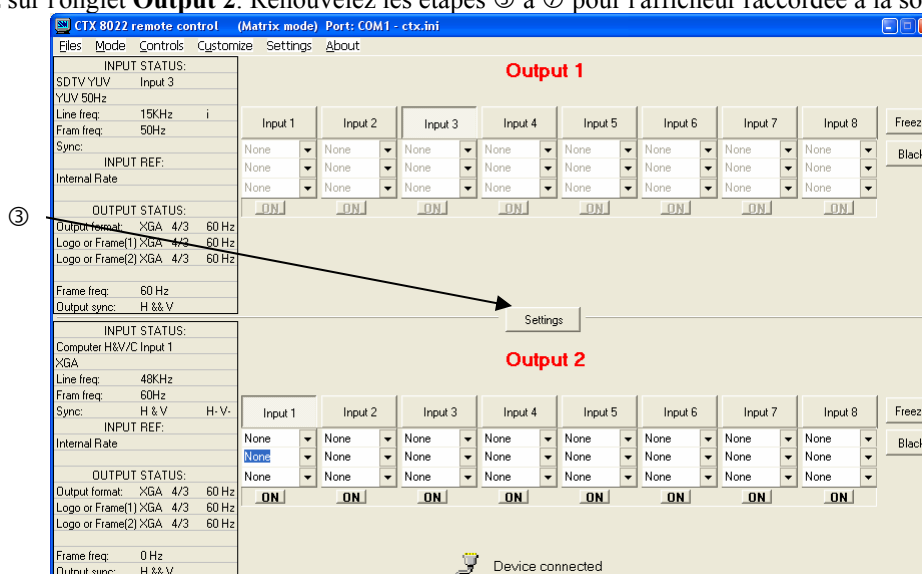 sur l'onglet Output 2. Renouvelez les étapes ③ à ⑦ pour l'afficheur raccordée à la so
CTX 8022 remote control (Matrix mode) Port: COM1 - ctx.ini
Files Mode Controls Customize Settings About
INPUT STATUS:
SDTV YUV Input 3
YUV 50Hz
Line freq: 15KHz i
Fram freq: 50Hz
Sync:
INPUT REF:
Internal Rate
OUTPUT STATUS:
Output format: XGA 4/3 60 Hz
Logo or Frame(1) XGA 4/3 60 Hz
Logo or Frame(2) XGA 4/3 60 Hz
Frame freq: 60 Hz
Output sync: H && V
Output 1
Input 1 Input 2 Input 3 Input 4 Input 5 Input 6 Input 7 Input 8 Freez
None None None None None None None None Black
None None None None None None None None
None None None None None None None None
ON ON ON ON ON ON ON ON
③
Settings
INPUT STATUS:
Computer H&V/C Input 1
XGA
Line freq: 48KHz
Fram freq: 60Hz
Sync: H & V H- V-
INPUT REF:
Internal Rate
OUTPUT STATUS:
Output format: XGA 4/3 60 Hz
Logo or Frame(1) XGA 4/3 60 Hz
Logo or Frame(2) XGA 4/3 60 Hz
Frame freq: 0 Hz
Output sync: H && V
Output 2
Input 1 Input 2 Input 3 Input 4 Input 5 Input 6 Input 7 Input 8 Freez
None None None None None None None None Black
None None None None None None None None
None None None None None None None None
ON ON ON ON ON ON ON ON
Device connected